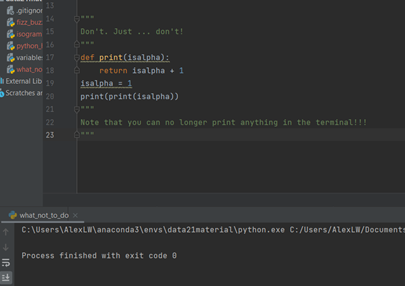 .gitignor
fizz_buz
isogram
python_l
variable
what_not
External Lib
Scratches an
13
14 """
15 Don't. Just ... don't!
16 """
17 def print(isalpha):
18 return isalpha + 1
19 isalpha = 1
20 print(print(isalpha))
21 """
22 Note that you can no longer print anything in the terminal!!!
23 """
what_not_to_do
C:\Users\AlexLW\anaconda3\envs\data21material\python.exe C:/Users/AlexLW/Documents
Process finished with exit code 0